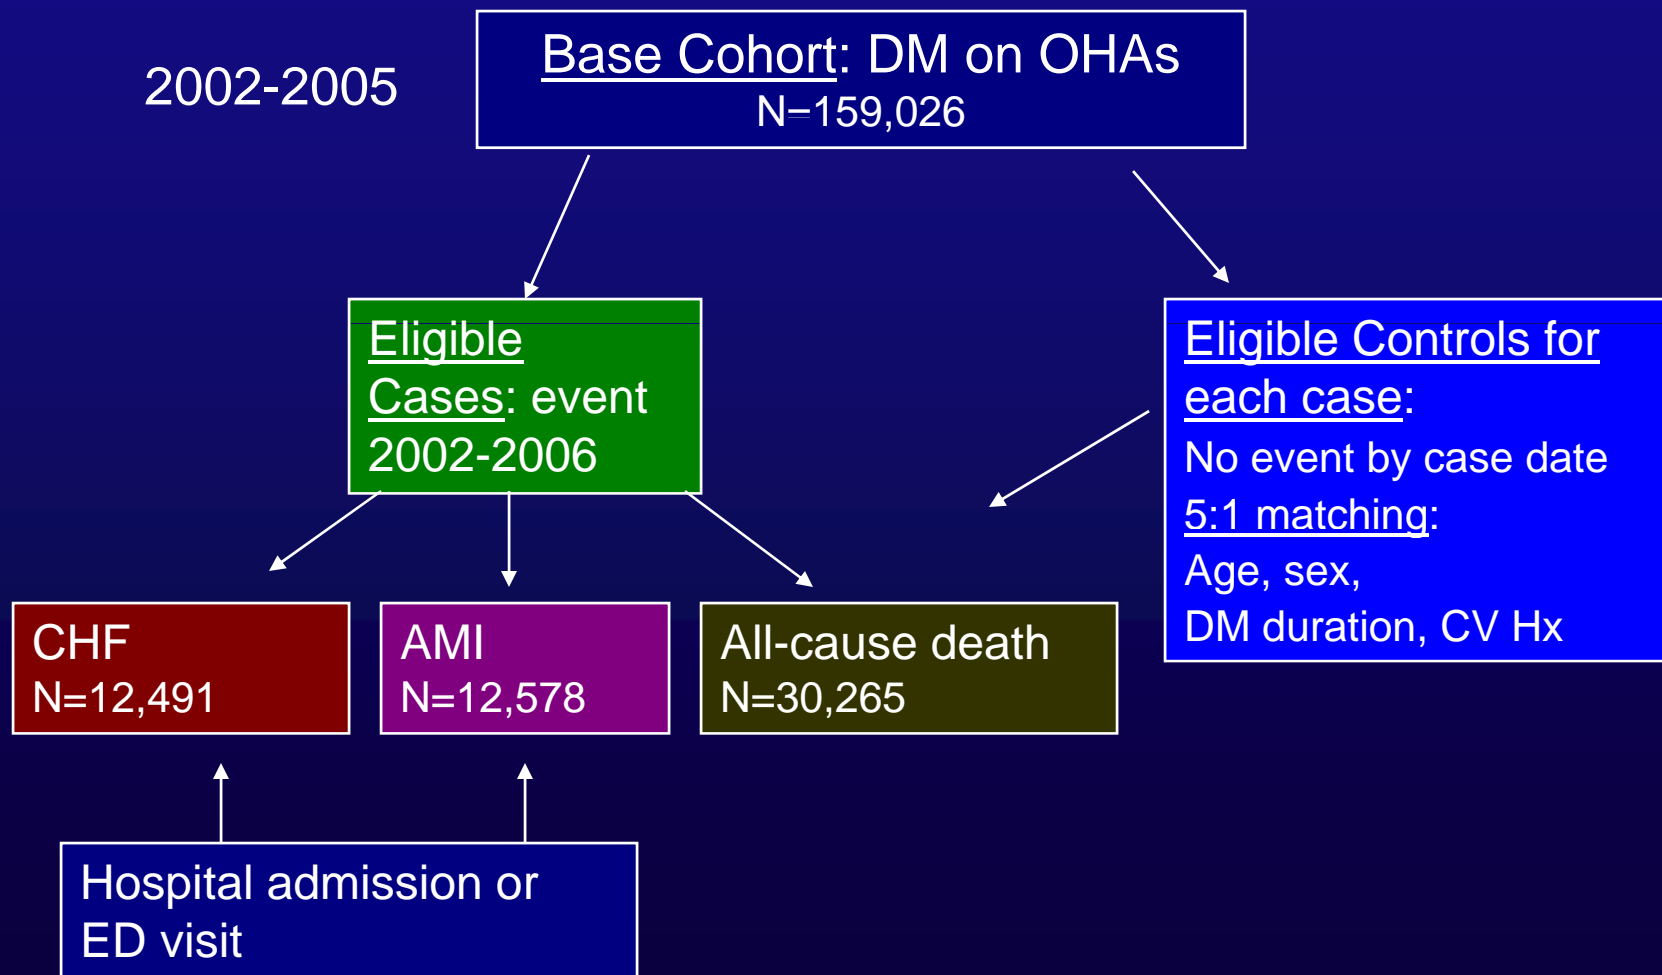 2002-2005
Base Cohort: DM on OHAs
N=159,026
Eligible
Cases: event
2002-2006
Eligible Controls for
each case:
No event by case date
5:1 matching:
Age, sex,
DM duration, CV Hx
CHF
N=12,491
AMI
N=12,578
All-cause death
N=30,265
Hospital admission or
ED visit